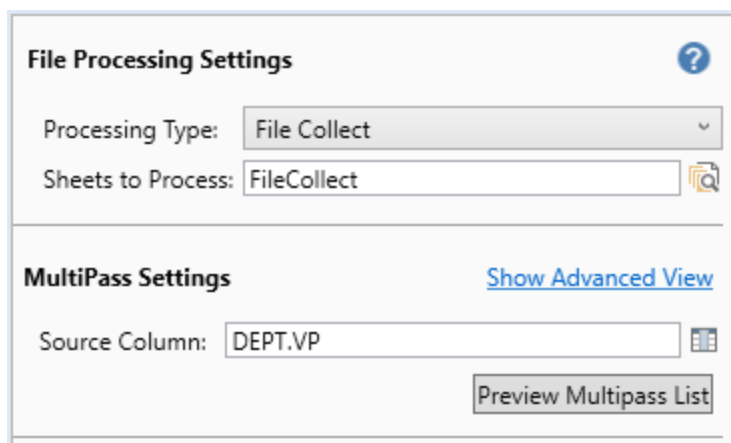 File Processing Settings ?
Processing Type: File Collect
Sheets to Process: FileCollect
MultiPass Settings Show Advanced View
Source Column: DEPT.VP
Preview Multipass List